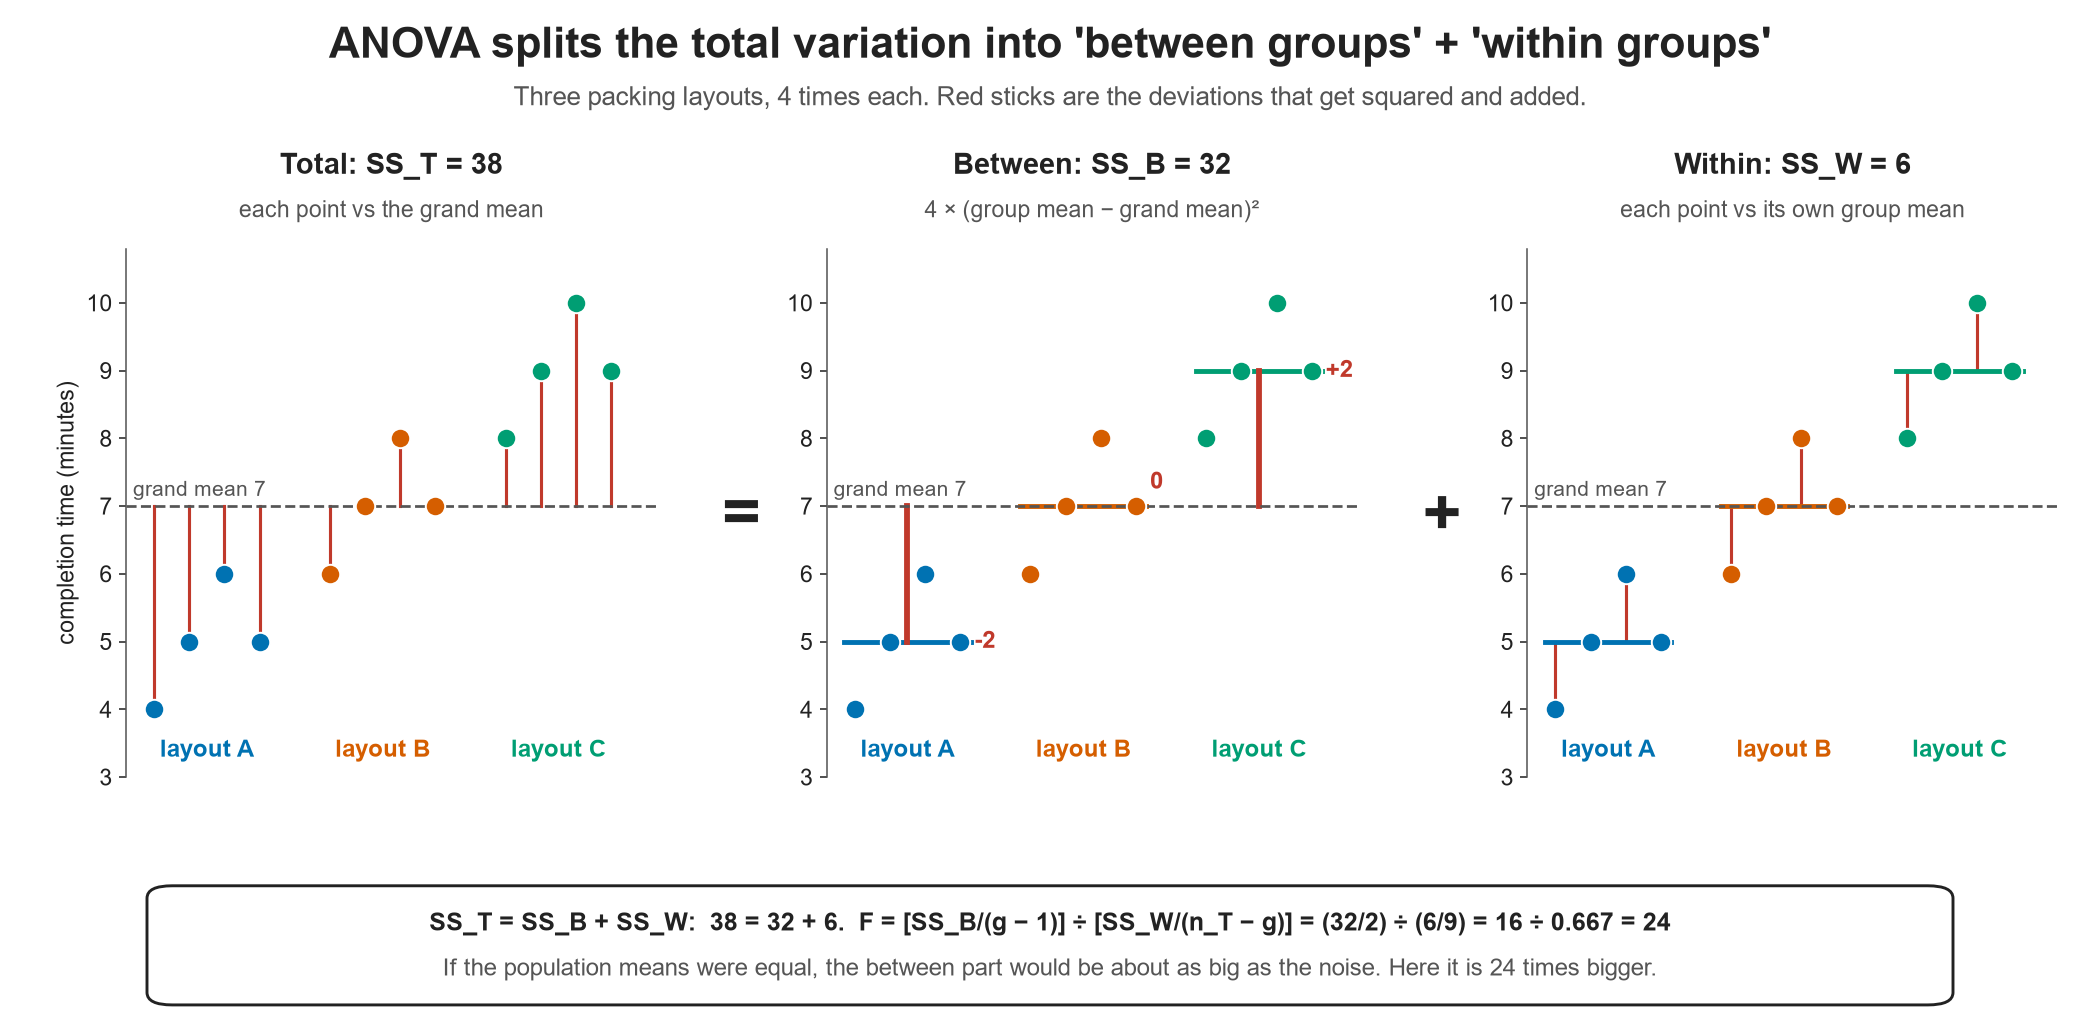 ANOVA splits the total variation into 'between groups' + 'within groups'
Three packing layouts, 4 times each. Red sticks are the deviations that get squared and added.
Total: SS_T = 38
each point vs the grand mean
completion time (minutes)
10
9
8
7
6
5
4
3
grand mean 7
layout A
layout B
layout C
=
Between: SS_B = 32
4 × (group mean − grand mean)²
10
9
8
7
6
5
4
3
grand mean 7
-2
0
+2
layout A
layout B
layout C
+
Within: SS_W = 6
each point vs its own group mean
10
9
8
7
6
5
4
3
grand mean 7
layout A
layout B
layout C
SS_T = SS_B + SS_W:  38 = 32 + 6.  F = [SS_B/(g − 1)] ÷ [SS_W/(n_T − g)] = (32/2) ÷ (6/9) = 16 ÷ 0.667 = 24
If the population means were equal, the between part would be about as big as the noise. Here it is 24 times bigger.